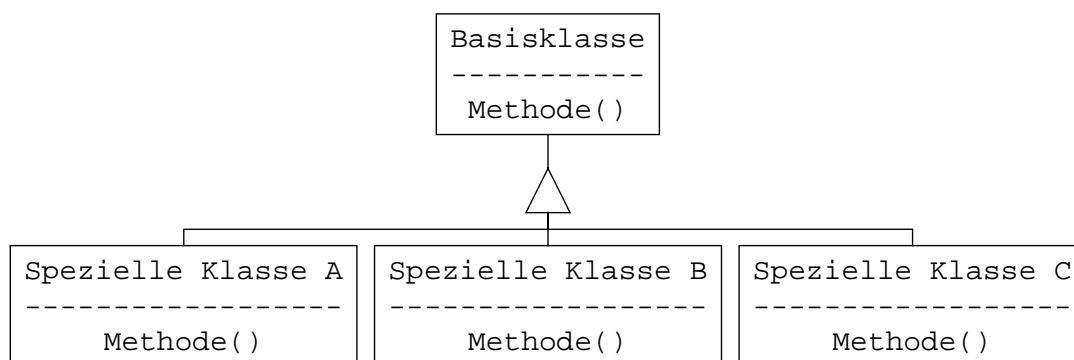 Basisklasse
-----------
Methode()
Spezielle Klasse A
------------------
Methode()
Spezielle Klasse B
------------------
Methode()
Spezielle Klasse C
------------------
Methode()